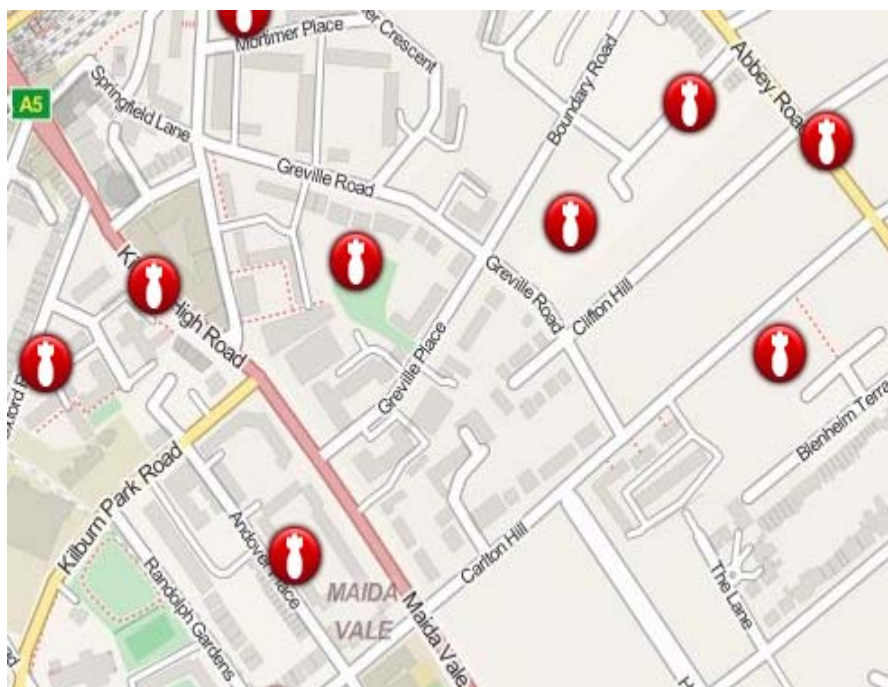 Mortimer Place
Crescent
A5
Springfield Lane
Abbey Road
Boundary Road
Greville Road
Greville Road
Clifton Hill
High Road
Greville Place
Blenheim Terra
Kilburn Park Road
Andover Place
Carlton Hill
Randolph Gardens
MAIDA
VALE
Maida Vale
The Lane